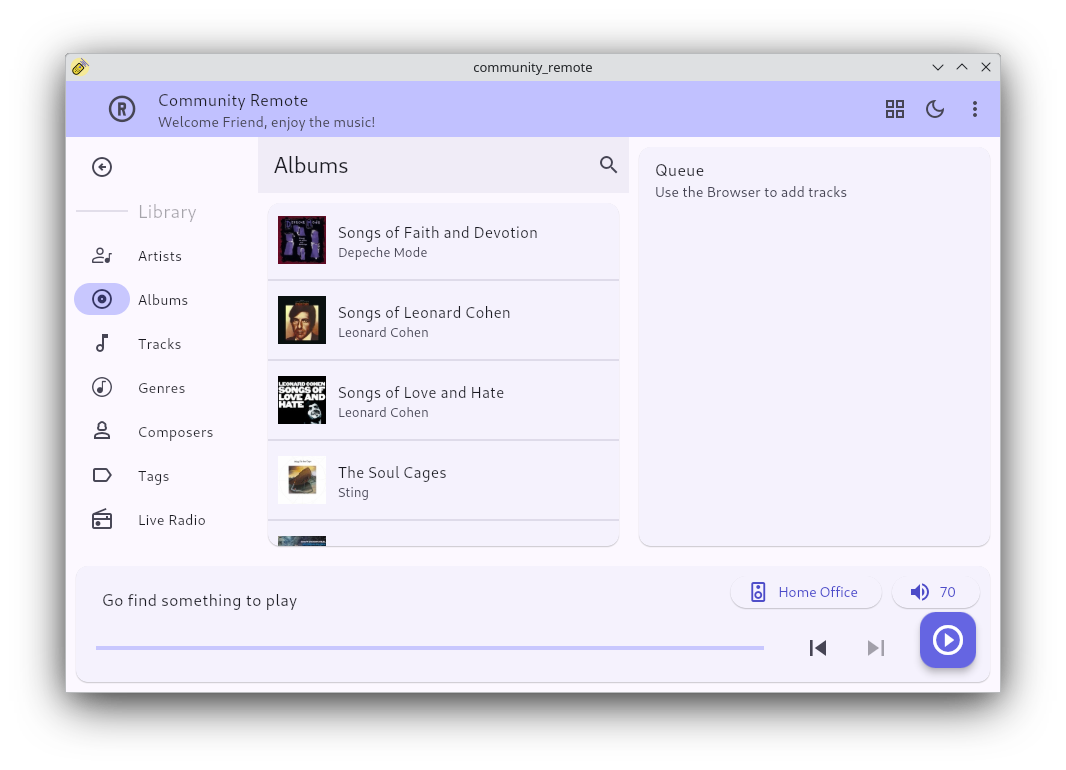 community_remote
R
Community Remote
Welcome Friend, enjoy the music!
Library
Artists
Albums
Tracks
Genres
Composers
Tags
Live Radio
Albums
Songs of Faith and Devotion
Depeche Mode
Songs of Leonard Cohen
Leonard Cohen
LEONARD COHEN
SONGS OF
LOVE AND
HATE
Songs of Love and Hate
Leonard Cohen
The Soul Cages
Sting
Queue
Use the Browser to add tracks
Go find something to play
Home Office
70